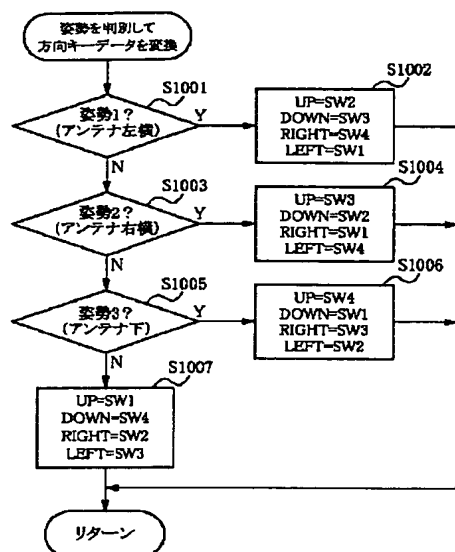 姿勢を判別して
方向キーデータを変換
S1001
姿勢1?
(アンテナ左横)
Y
N
S1002
UP=SW2
DOWN=SW3
RIGHT=SW4
LEFT=SW1
S1003
姿勢2?
(アンテナ右横)
Y
N
S1004
UP=SW3
DOWN=SW2
RIGHT=SW1
LEFT=SW4
S1005
姿勢3?
(アンテナ下)
Y
N
S1006
UP=SW4
DOWN=SW1
RIGHT=SW3
LEFT=SW2
S1007
UP=SW1
DOWN=SW4
RIGHT=SW2
LEFT=SW3
リターン